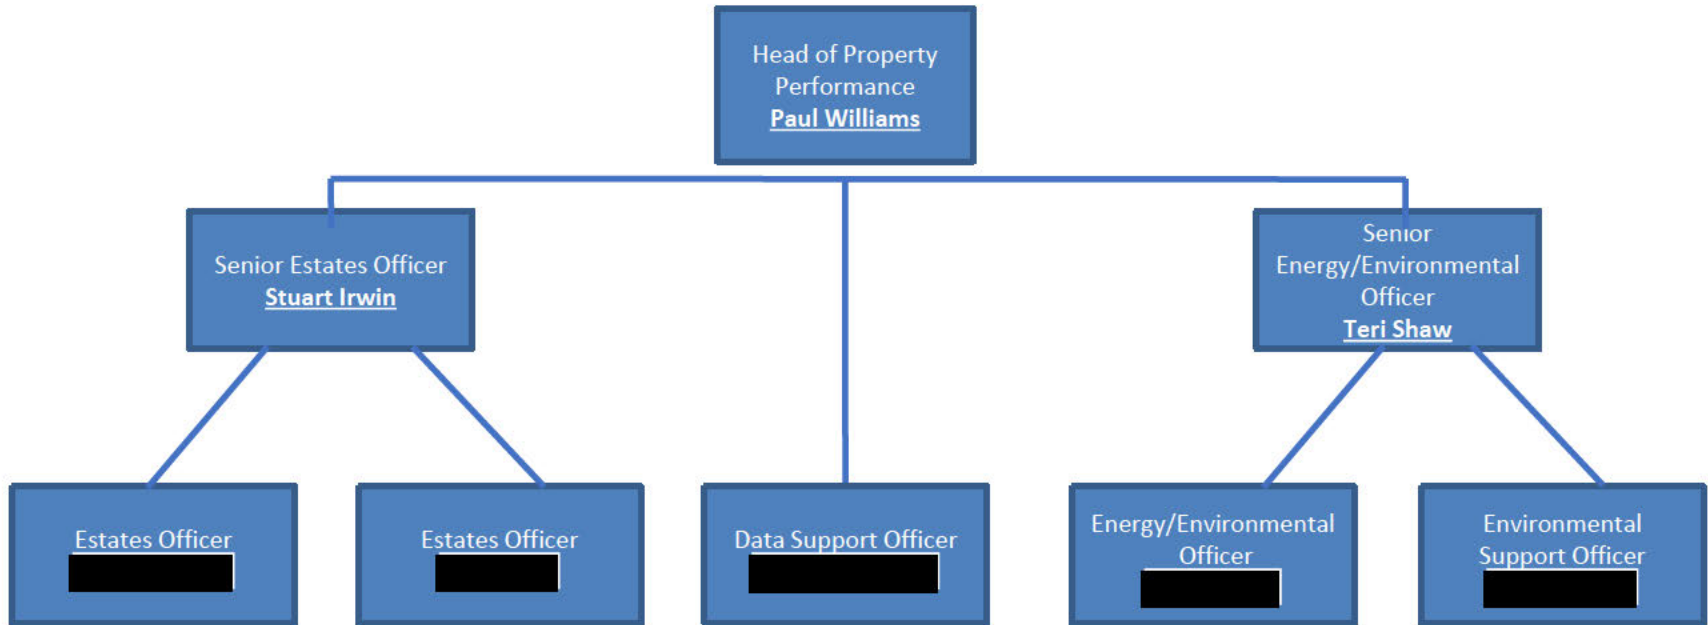 Head of Property
Performance
Paul Williams
Senior Estates Officer
Stuart Irwin
Senior
Energy/Environmental
Officer
Teri Shaw
Estates Officer
Estates Officer
Data Support Officer
Energy/Environmental
Officer
Environmental
Support Officer